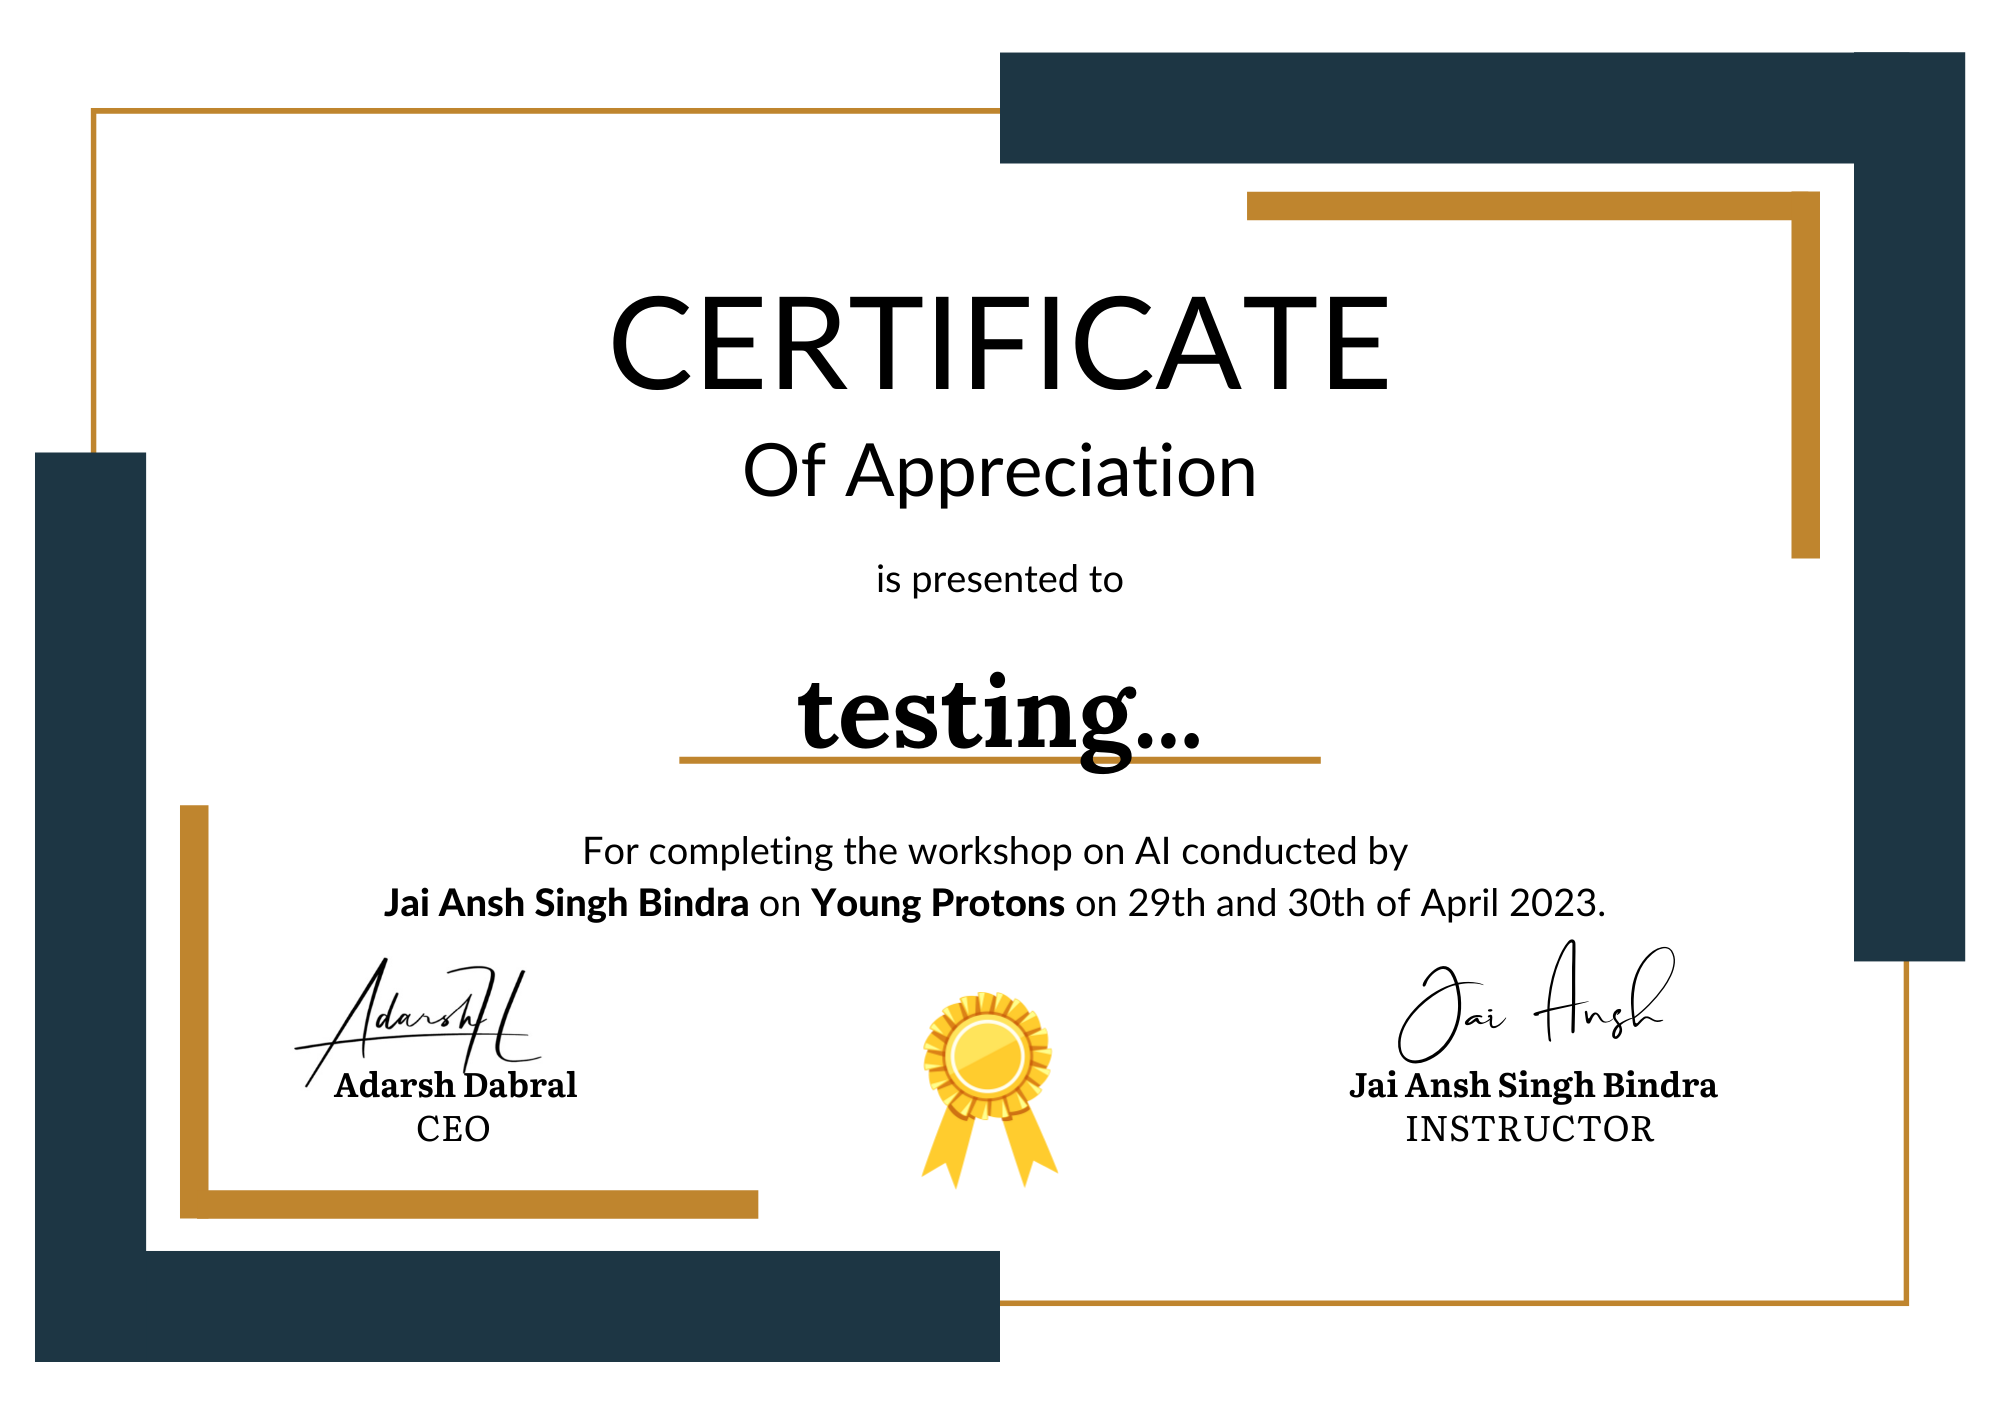 CERTIFICATE
Of Appreciation
is presented to
testing...
For completing the workshop on AI conducted by
Jai Ansh Singh Bindra on Young Protons on 29th and 30th of April 2023.
Adarsh
Jai Ansh
Adarsh Dabral
Jai Ansh Singh Bindra
CEO
INSTRUCTOR